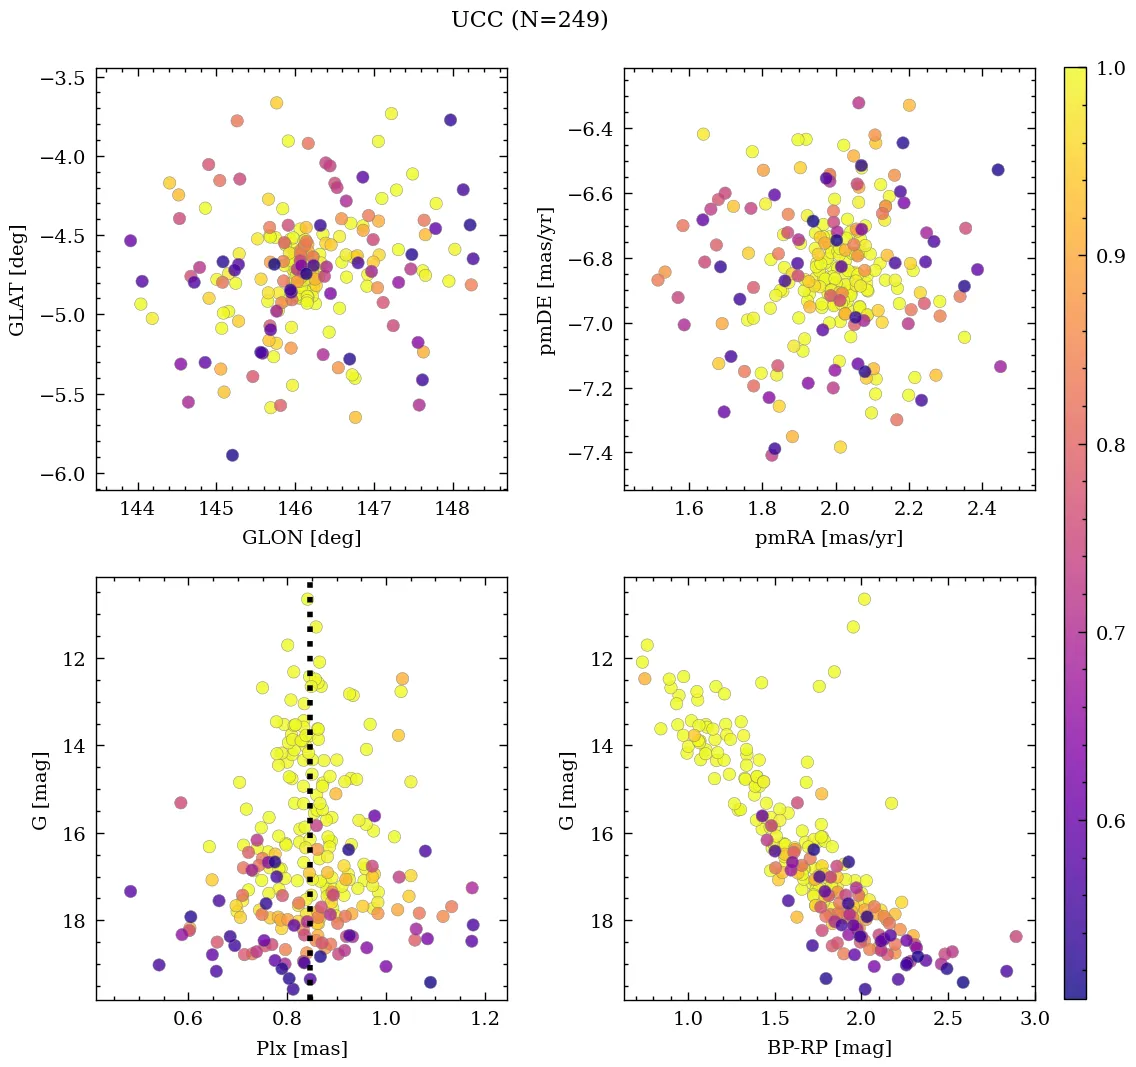 UCC (N=249)
−3.5
−4.0
−4.5
−5.0
−5.5
−6.0
GLAT [deg]
144 145 146 147 148
GLON [deg]
−6.4
−6.6
−6.8
−7.0
−7.2
−7.4
pmDE [mas/yr]
1.6 1.8 2.0 2.2 2.4
pmRA [mas/yr]
1.0
0.9
0.8
0.7
0.6
12
14
16
18
G [mag]
0.6 0.8 1.0 1.2
Plx [mas]
12
14
16
18
G [mag]
1.0 1.5 2.0 2.5 3.0
BP-RP [mag]